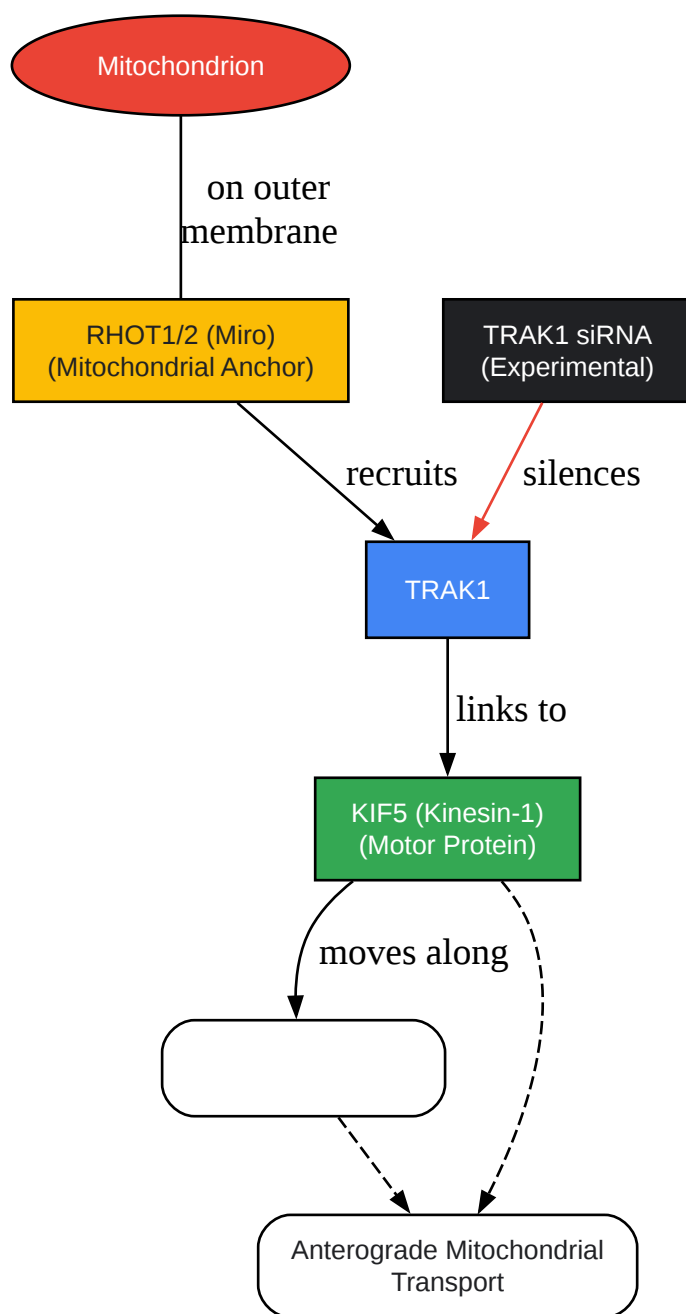 Mitochondrion
on outer
membrane
RHOT1/2 (Miro)
(Mitochondrial Anchor)
TRAK1 siRNA
(Experimental)
recruits
silences
TRAK1
links to
KIF5 (Kinesin-1)
(Motor Protein)
moves along
Anterograde Mitochondrial
Transport